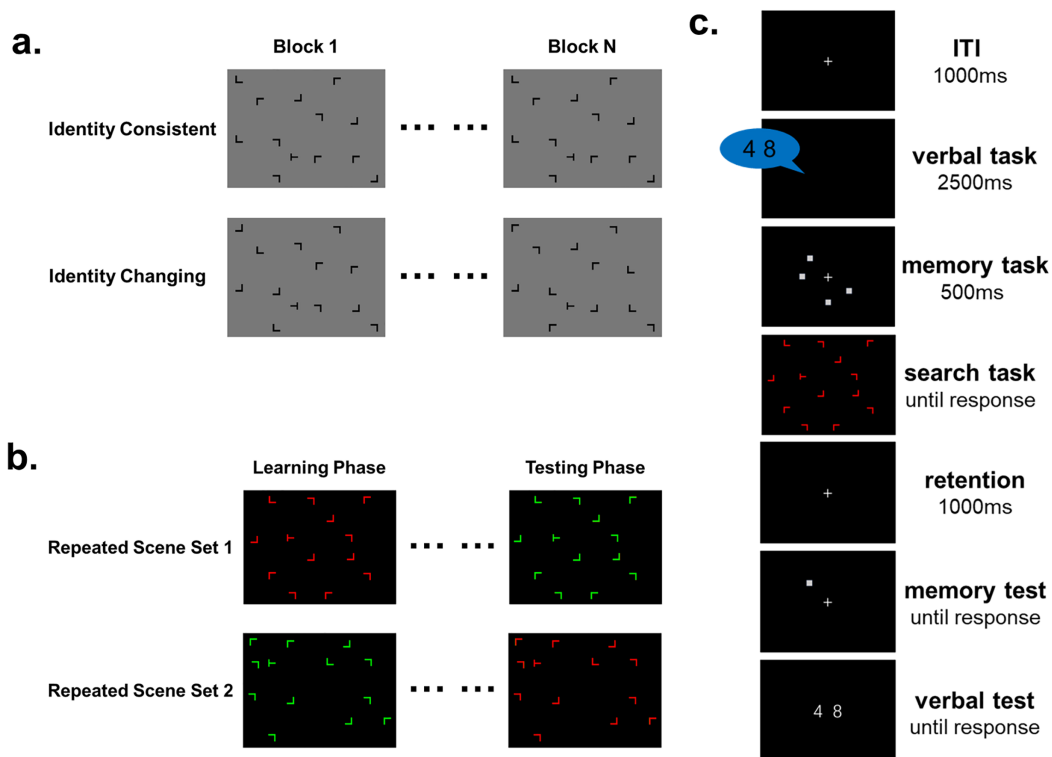 a.
Block 1
Block N
Identity Consistent
Identity Changing
b.
Learning Phase
Testing Phase
Repeated Scene Set 1
Repeated Scene Set 2
c.
ITI
1000ms
4 8
verbal task
2500ms
memory task
500ms
search task
until response
retention
1000ms
memory test
until response
4 8
verbal test
until response